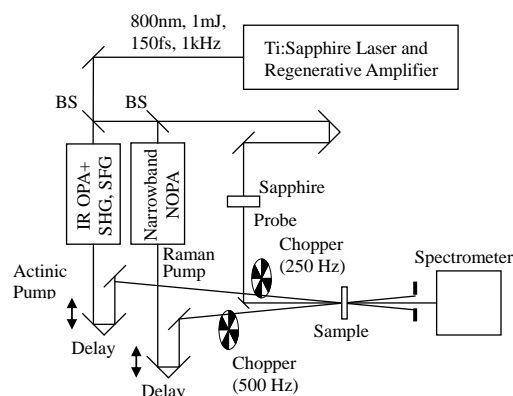 800nm, 1mJ,
150fs, 1kHz
Ti:Sapphire Laser and
Regenerative Amplifier
BS
BS
IR OPA+
SHG, SFG
Narrowband
NOPA
Sapphire
Probe
Chopper
(250 Hz)
Spectrometer
Raman
Pump
Actinic
Pump
Sample
Delay
Chopper
(500 Hz)
Delay